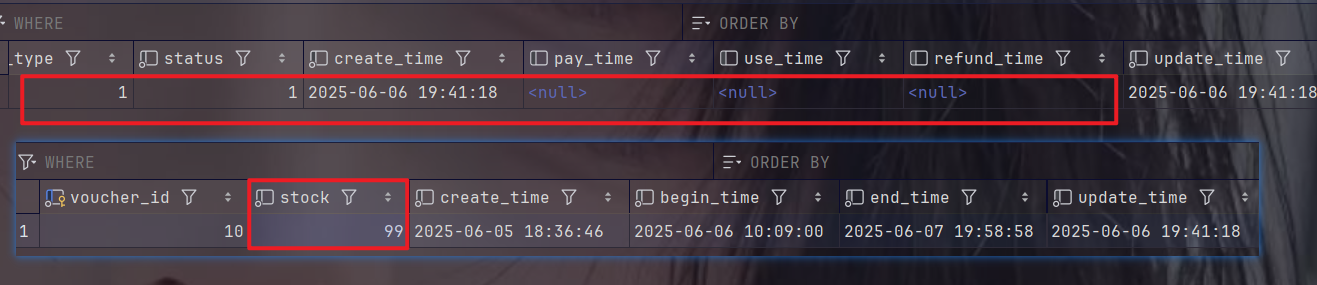 WHERE ORDER BY
_type status create_time pay_time use_time refund_time update_time
1 1 2025-06-06 19:41:18 <null> <null> <null> 2025-06-06 19:41:18
WHERE ORDER BY
voucher_id stock create_time begin_time end_time update_time
1 10 99 2025-06-05 18:36:46 2025-06-06 10:09:00 2025-06-07 19:58:58 2025-06-06 19:41:18